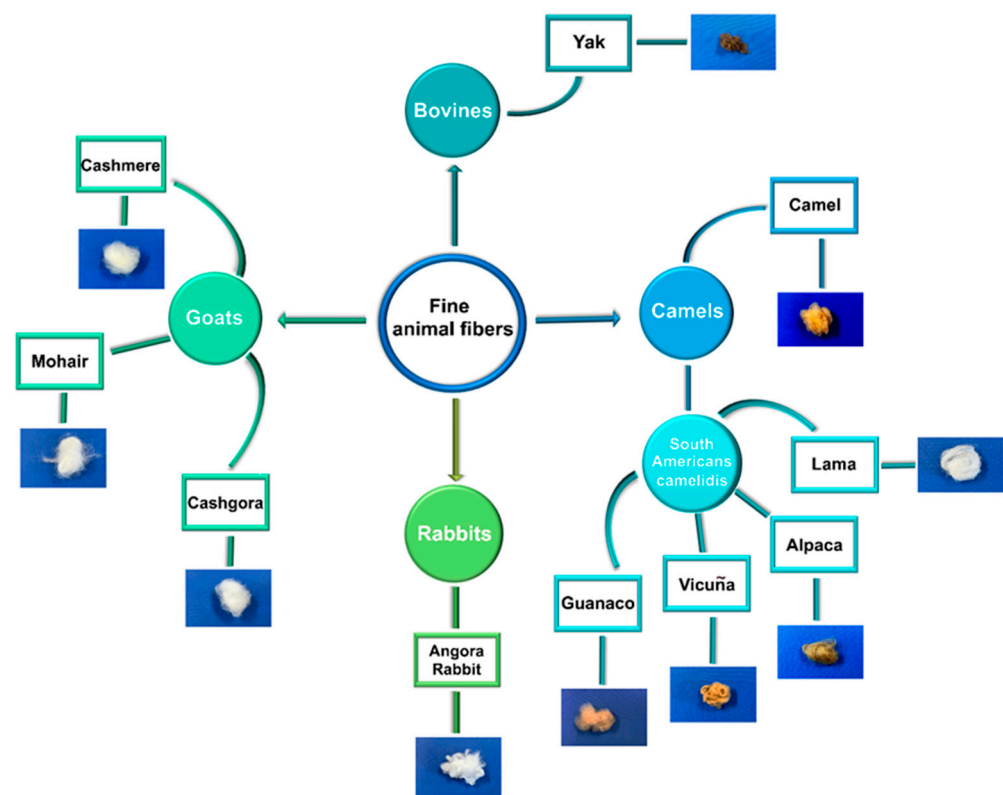 Yak
Bovines
Cashmere
Camel
Fine
animal fibers
Goats
Camels
Mohair
South
Americans
camelidis
Lama
Cashgora
Rabbits
Alpaca
Vicuña
Guanaco
Angora
Rabbit